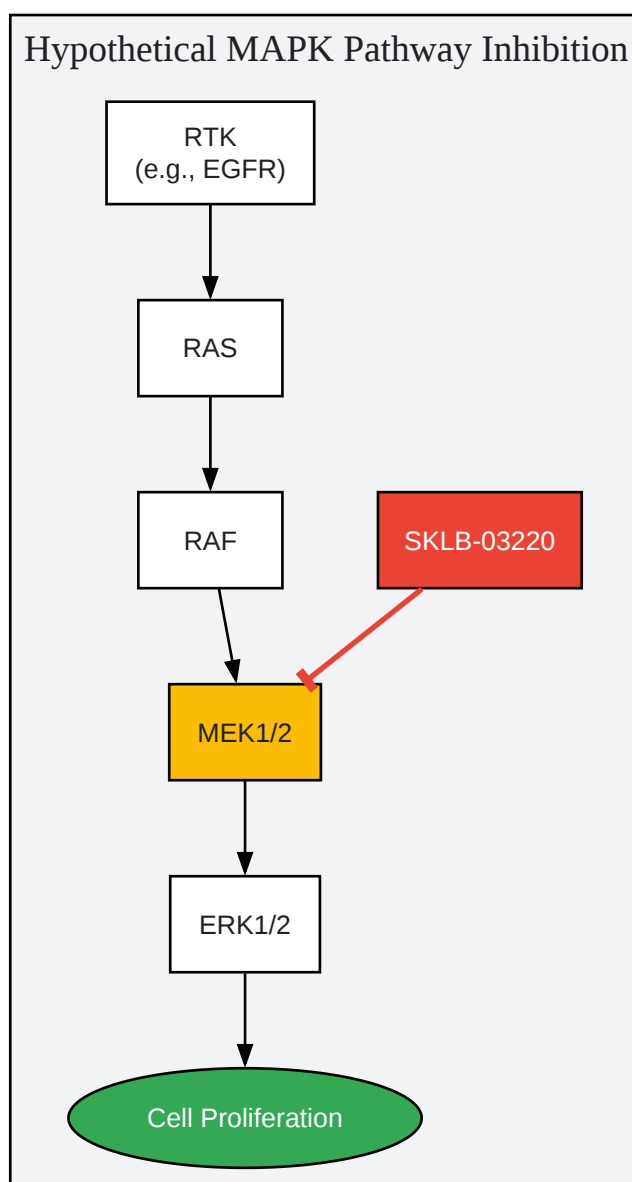 Hypothetical MAPK Pathway Inhibition
RTK
(e.g., EGFR)
RAS
RAF
SKLB-03220
MEK1/2
ERK1/2
Cell Proliferation